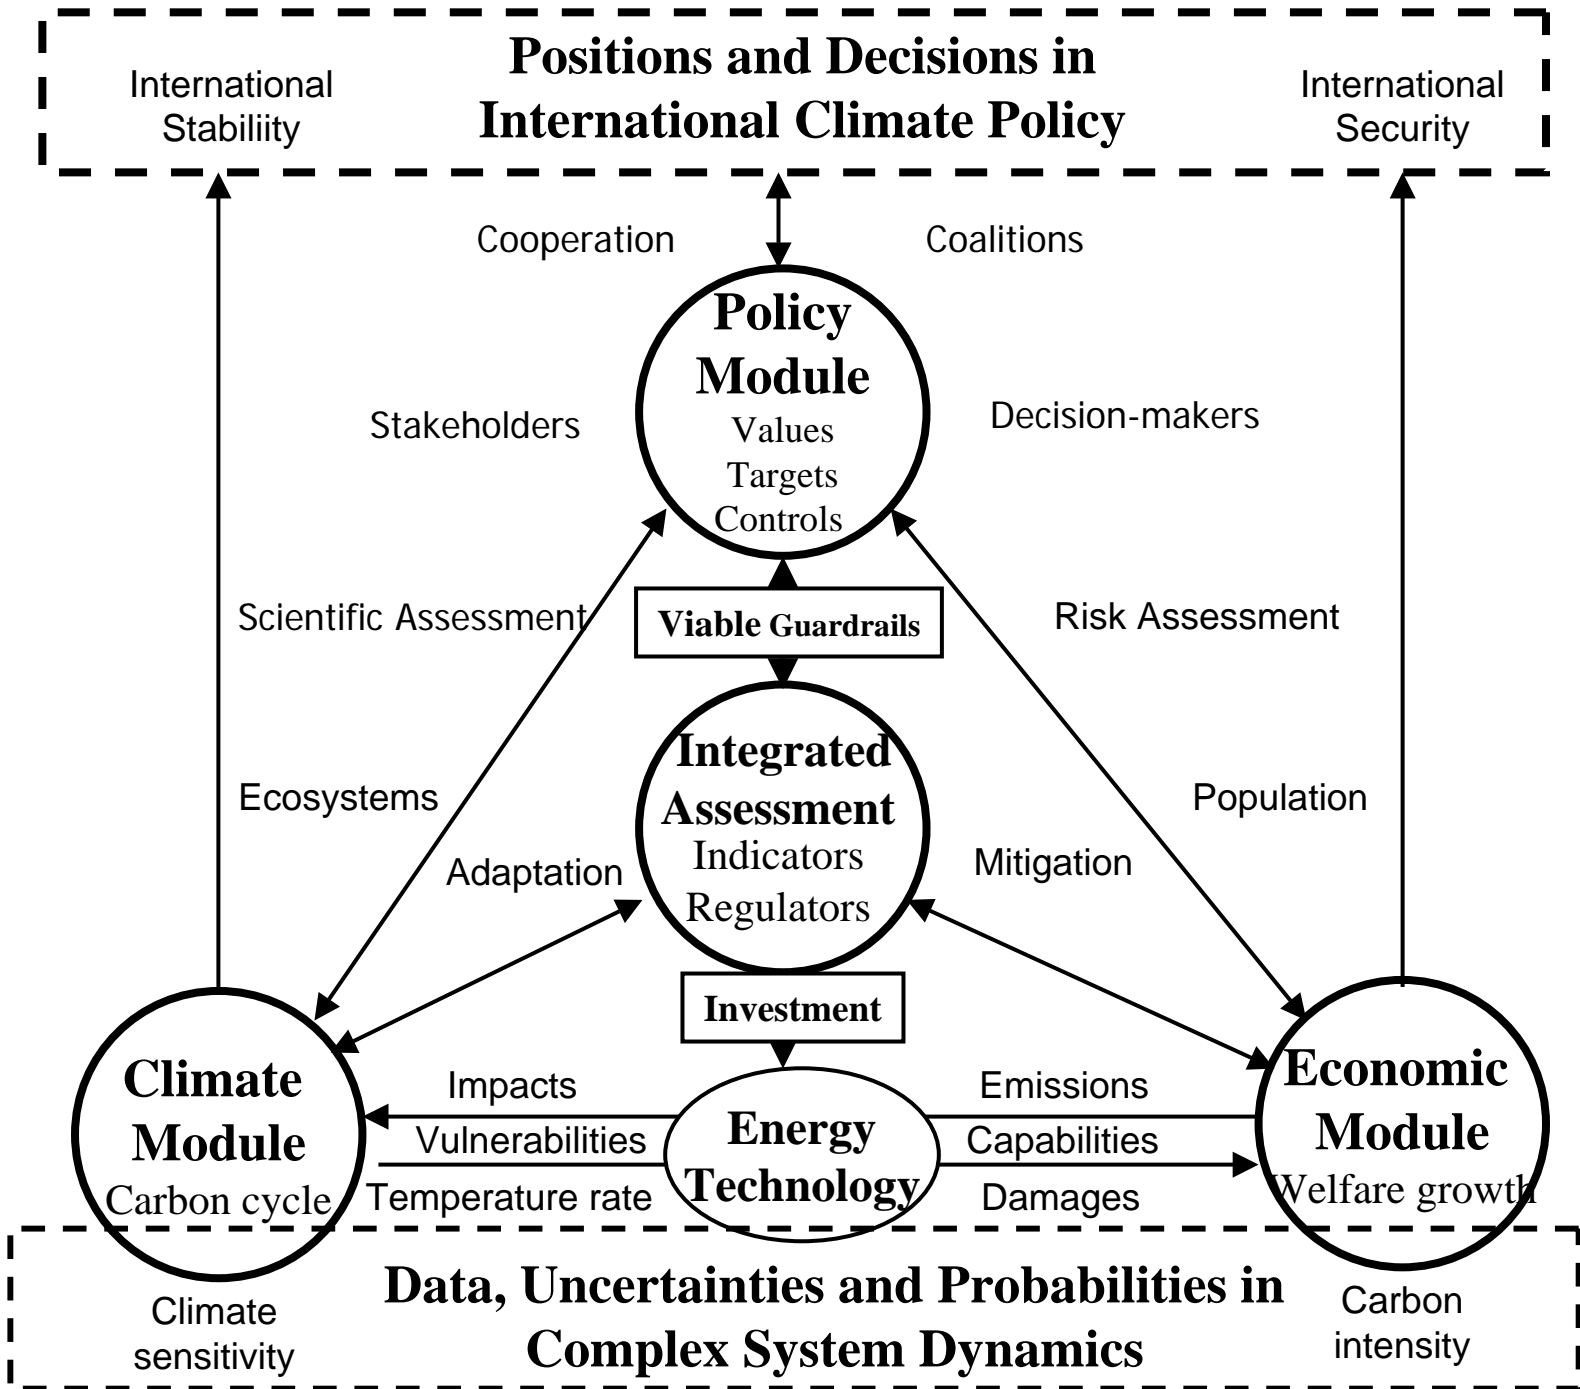 Positions and Decisions in
International Climate Policy
International
Stabiliity
International
Security
Cooperation
Coalitions
Policy
Module
Values
Targets
Controls
Stakeholders
Decision-makers
Scientific Assessment
Viable Guardrails
Risk Assessment
Integrated
Assessment
Indicators
Regulators
Ecosystems
Population
Adaptation
Mitigation
Investment
Climate
Module
Carbon cycle
Impacts
Vulnerabilities
Temperature rate
Energy
Technology
Emissions
Capabilities
Damages
Economic
Module
Welfare growth
Climate
sensitivity
Data, Uncertainties and Probabilities in
Complex System Dynamics
Carbon
intensity